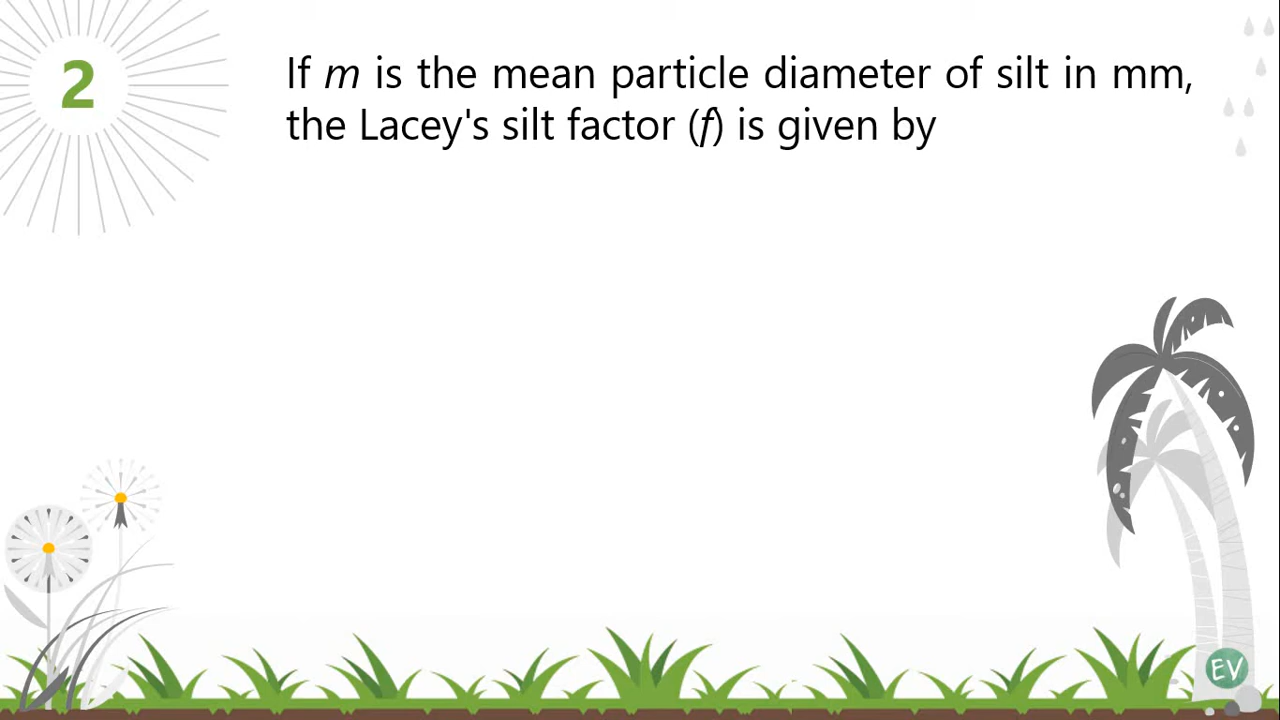 2
If m is the mean particle diameter of silt in mm,
the Lacey's silt factor (f) is given by
EV